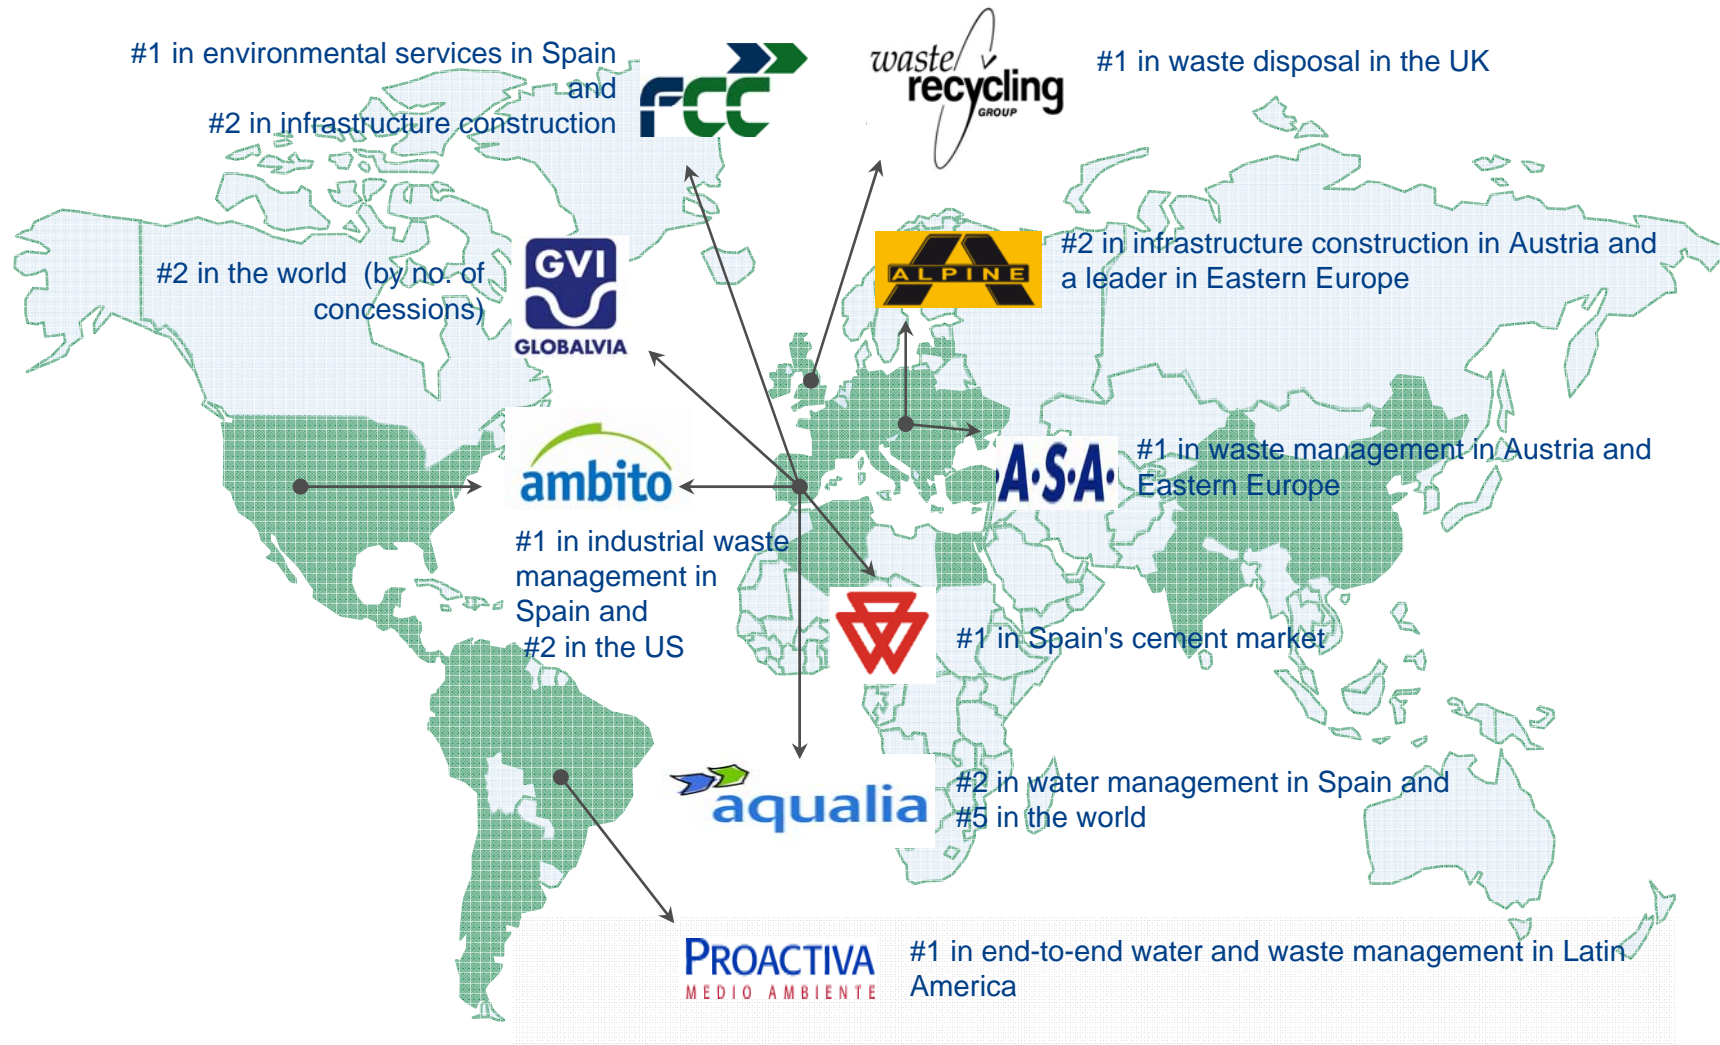 #1 in environmental services in Spain
and
#2 in infrastructure construction
FCC
waste
recycling
GROUP
#1 in waste disposal in the UK
#2 in the world (by no. of
concessions)
GVI
GLOBALVIA
ALPINE
#2 in infrastructure construction in Austria and
a leader in Eastern Europe
ambito
#1 in industrial waste
management in
Spain and
#2 in the US
A·S·A·
#1 in waste management in Austria and
Eastern Europe
#1 in Spain's cement market
aqualia
#2 in water management in Spain and
#5 in the world
PROACTIVA
MEDIO AMBIENTE
#1 in end-to-end water and waste management in Latin
America